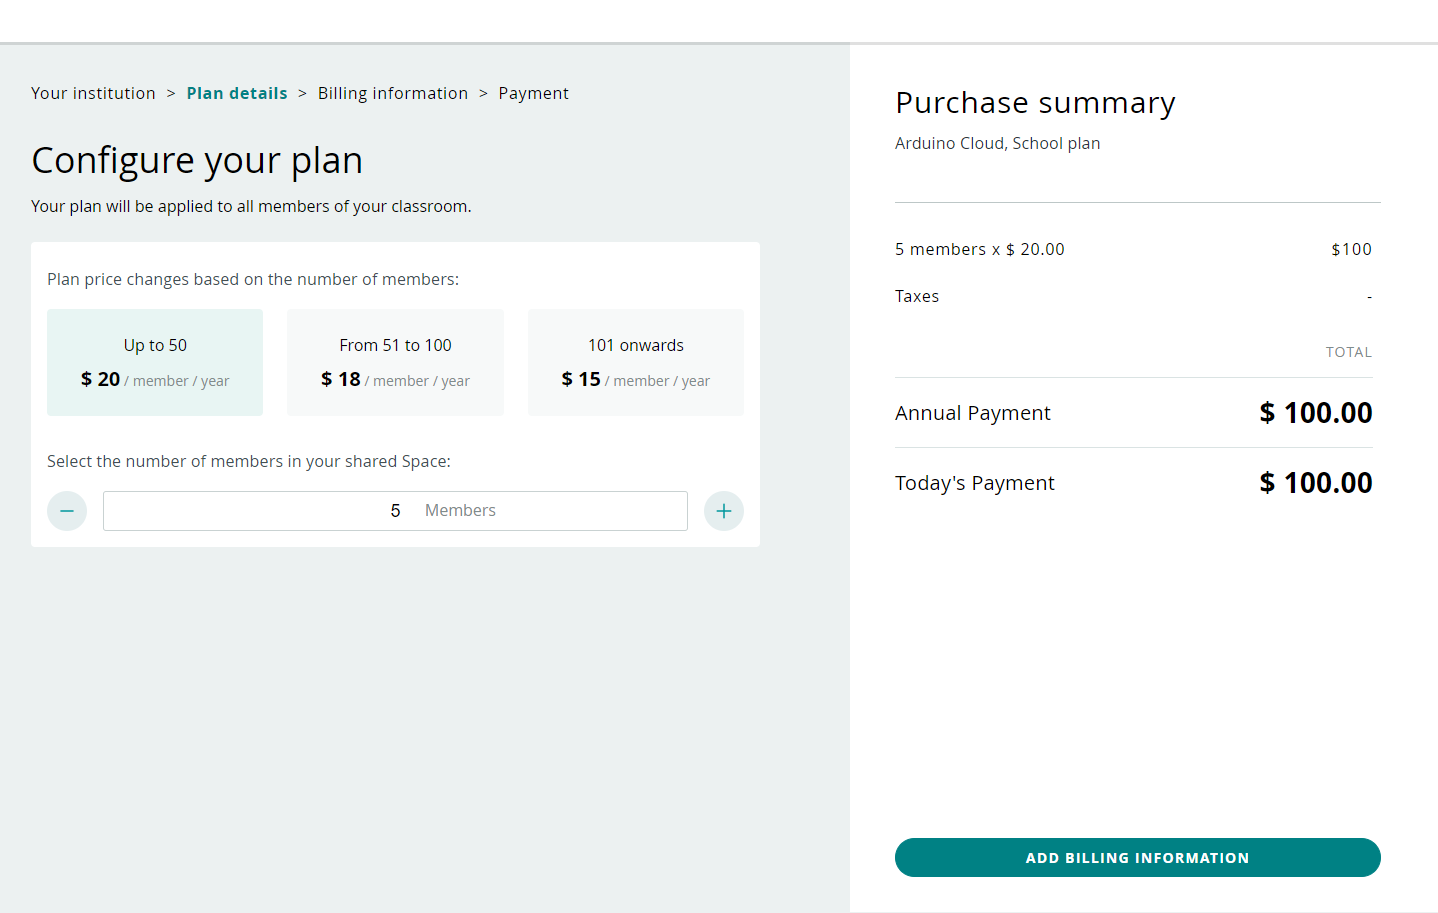 Your institution > Plan details > Billing information > Payment
Configure your plan
Your plan will be applied to all members of your classroom.
Plan price changes based on the number of members:
Up to 50
$ 20 / member / year
From 51 to 100
$ 18 / member / year
101 onwards
$ 15 / member / year
Select the number of members in your shared Space:
− 5 Members +
Purchase summary
Arduino Cloud, School plan
5 members x $ 20.00 $100
Taxes -
TOTAL
Annual Payment $ 100.00
Today's Payment $ 100.00
ADD BILLING INFORMATION